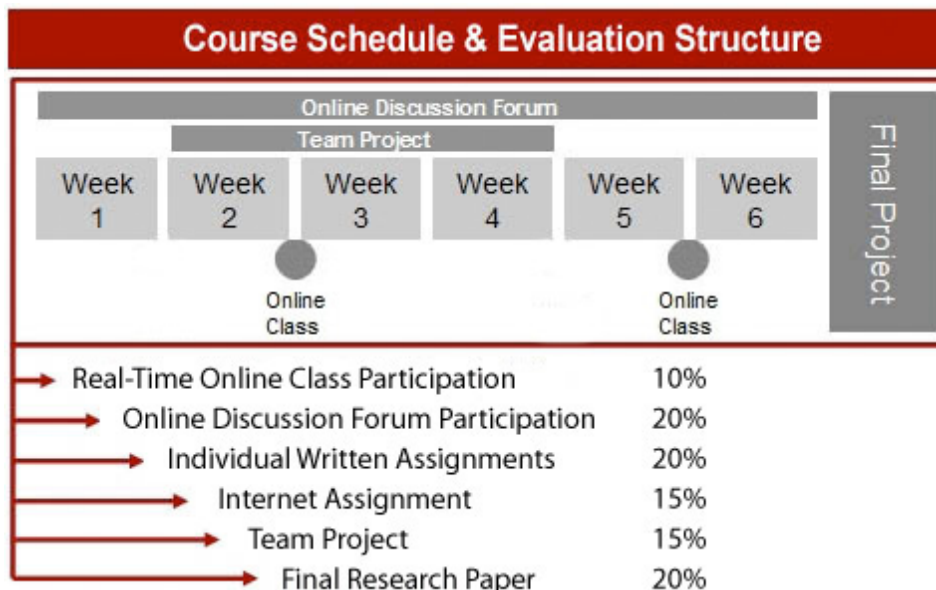 Course Schedule & Evaluation Structure
Online Discussion Forum
Team Project
Week 1
Week 2
Week 3
Week 4
Week 5
Week 6
Final Project
Online
Class
Online
Class
Real-Time Online Class Participation 10%
Online Discussion Forum Participation 20%
Individual Written Assignments 20%
Internet Assignment 15%
Team Project 15%
Final Research Paper 20%